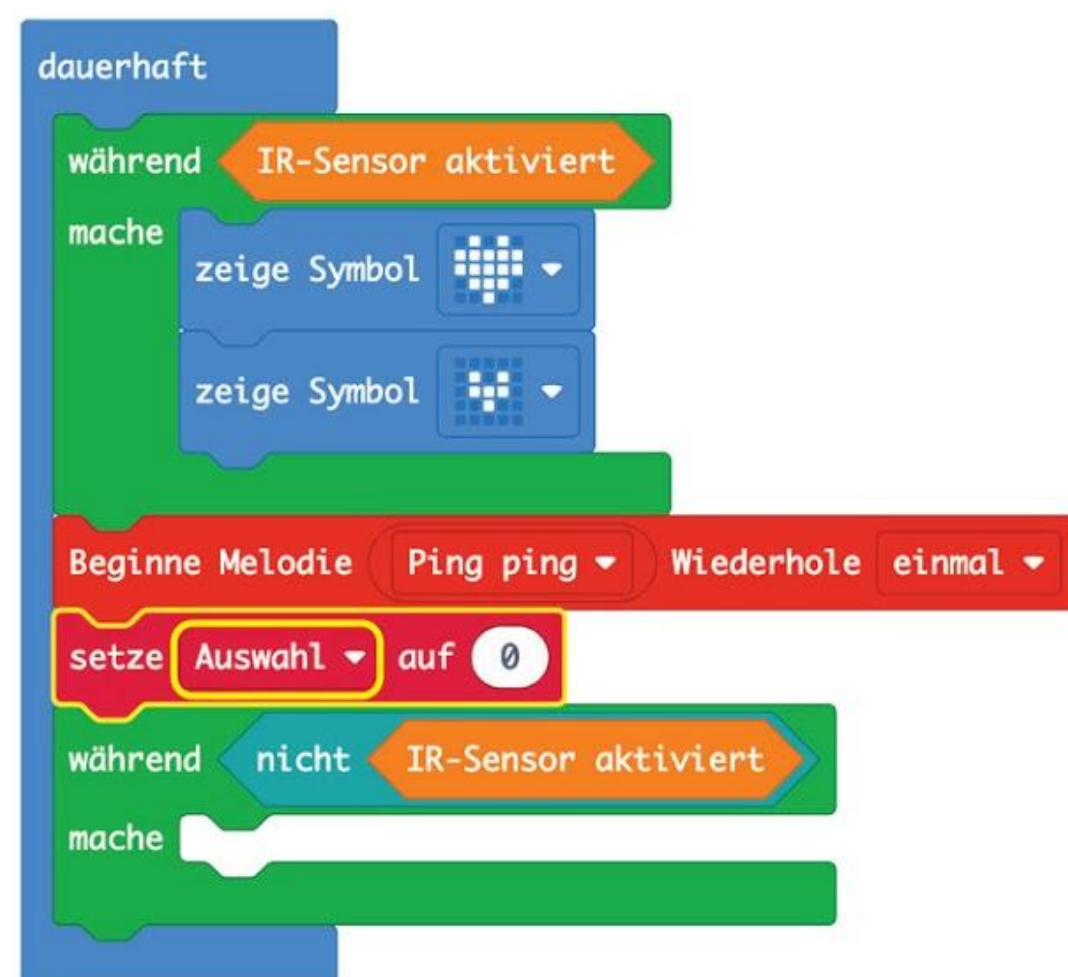 dauerhaft
während IR-Sensor aktiviert
mache
zeige Symbol
zeige Symbol
Beginne Melodie Ping ping Wiederhole einmal
setze Auswahl auf 0
während nicht IR-Sensor aktiviert
mache